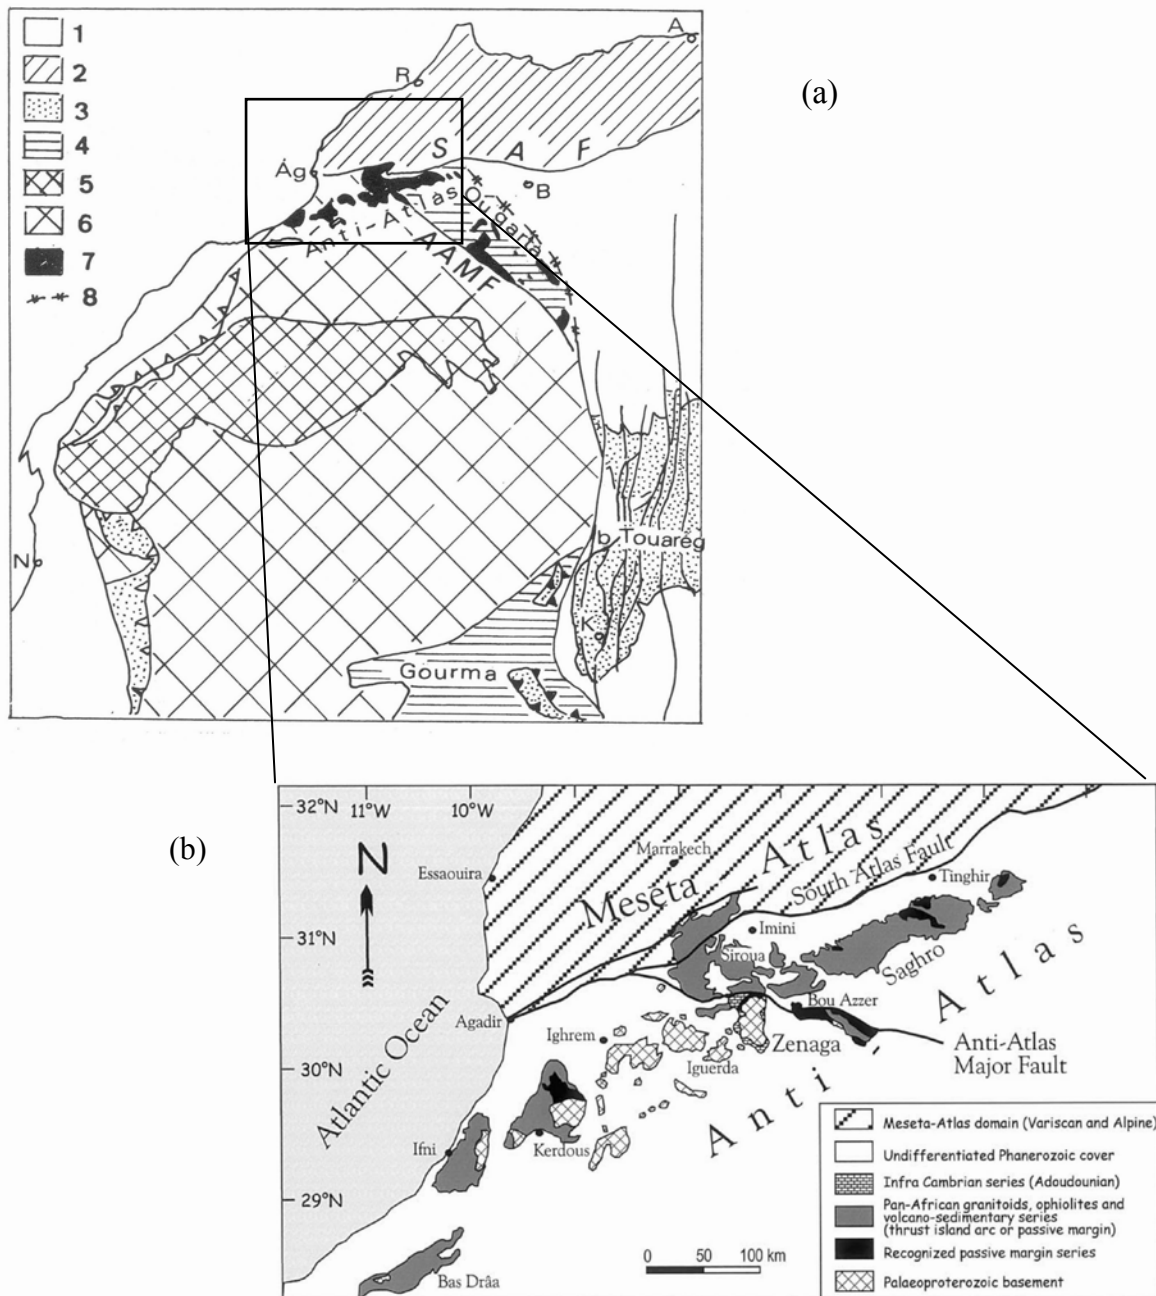 (a)
1
2
3
4
5
6
7
8
A
R
S A F
Ág
B
Anti-Atlas
Ougarta
AAMF
N
b Touareg
K
Gourma
(b)
32°N
11°W
10°W
N
Essaouira
Marrakech
Meseta
Atlas
South Atlas Fault
Tinghir
31°N
Imini
Siroua
Saghro
Agadir
Bou Azzer
Ighrem
Zenaga
Anti-Atlas
Major Fault
Iguerda
30°N
Atlantic Ocean
Anti Atlas
Ifni
Kerdous
29°N
Bas Drâa
0 50 100 km
Meseta-Atlas domain (Variscan and Alpine)
Undifferentiated Phanerozoic cover
Infra Cambrian series (Adoudounian)
Pan-African granitoids, ophiolites and
volcano-sedimentary series
(thrust island arc or passive margin)
Recognized passive margin series
Palaeoproterozoic basement